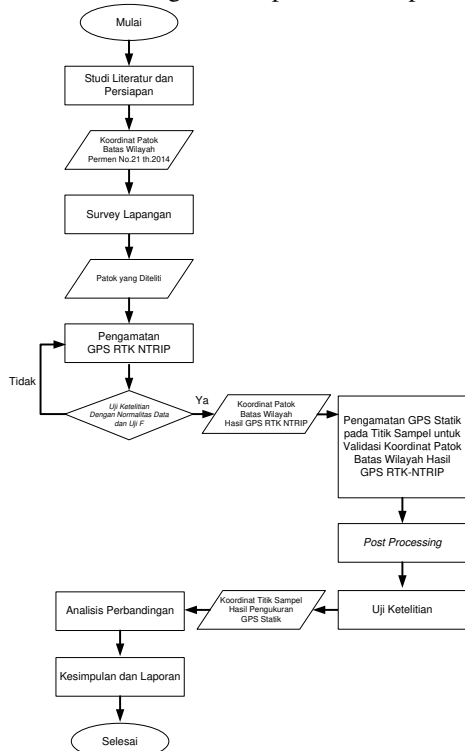 Mulai
Studi Literatur dan
Persiapan
Koordinat Patok
Batas Wilayah
Permen No.21 th.2014
Survey Lapangan
Patok yang Diteliti
Pengamatan
GPS RTK NTRIP
Tidak
Uji Ketelitian
Dengan Normalitas Data
dan Uji F
Ya
Koordinat Patok
Batas Wilayah
Hasil GPS RTK NTRIP
Pengamatan GPS Statik
pada Titik Sampel untuk
Validasi Koordinat Patok
Batas Wilayah Hasil
GPS RTK-NTRIP
Post Processing
Uji Ketelitian
Koordinat Titik Sampel
Hasil Pengukuran
GPS Statik
Analisis Perbandingan
Kesimpulan dan Laporan
Selesai